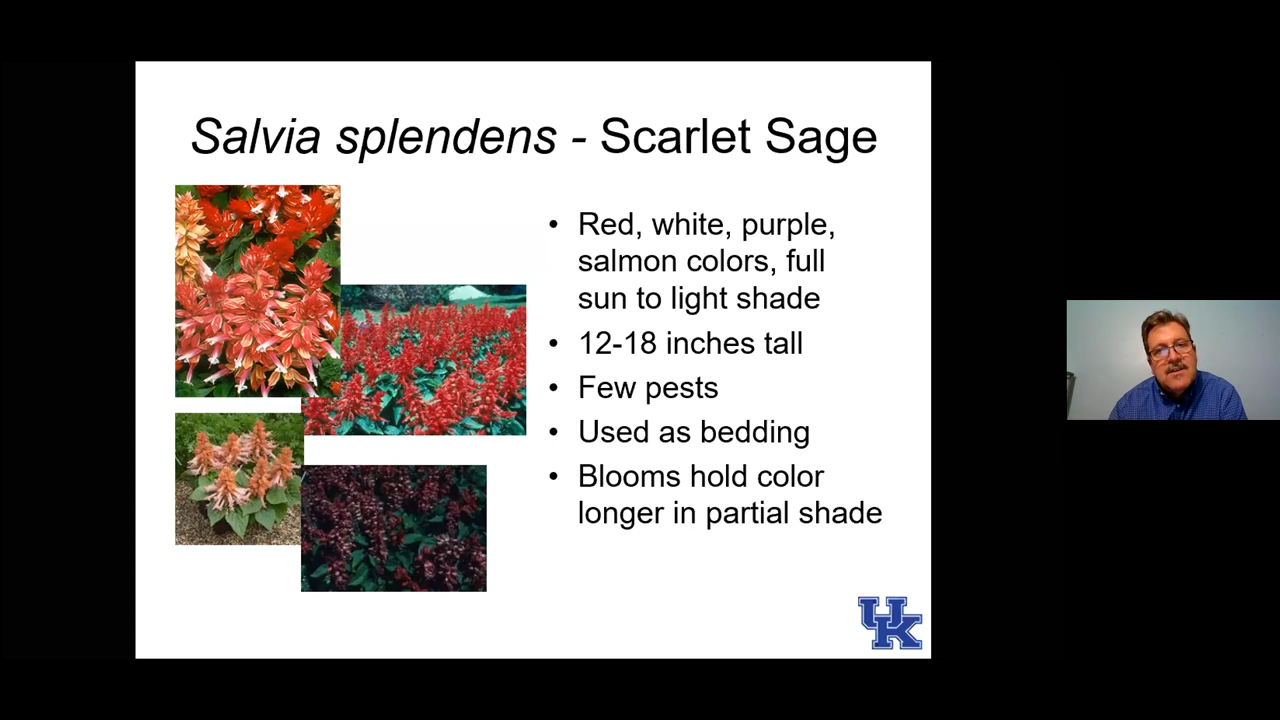 Salvia splendens - Scarlet Sage
• Red, white, purple,
salmon colors, full
sun to light shade
• 12-18 inches tall
• Few pests
• Used as bedding
• Blooms hold color
longer in partial shade
UK